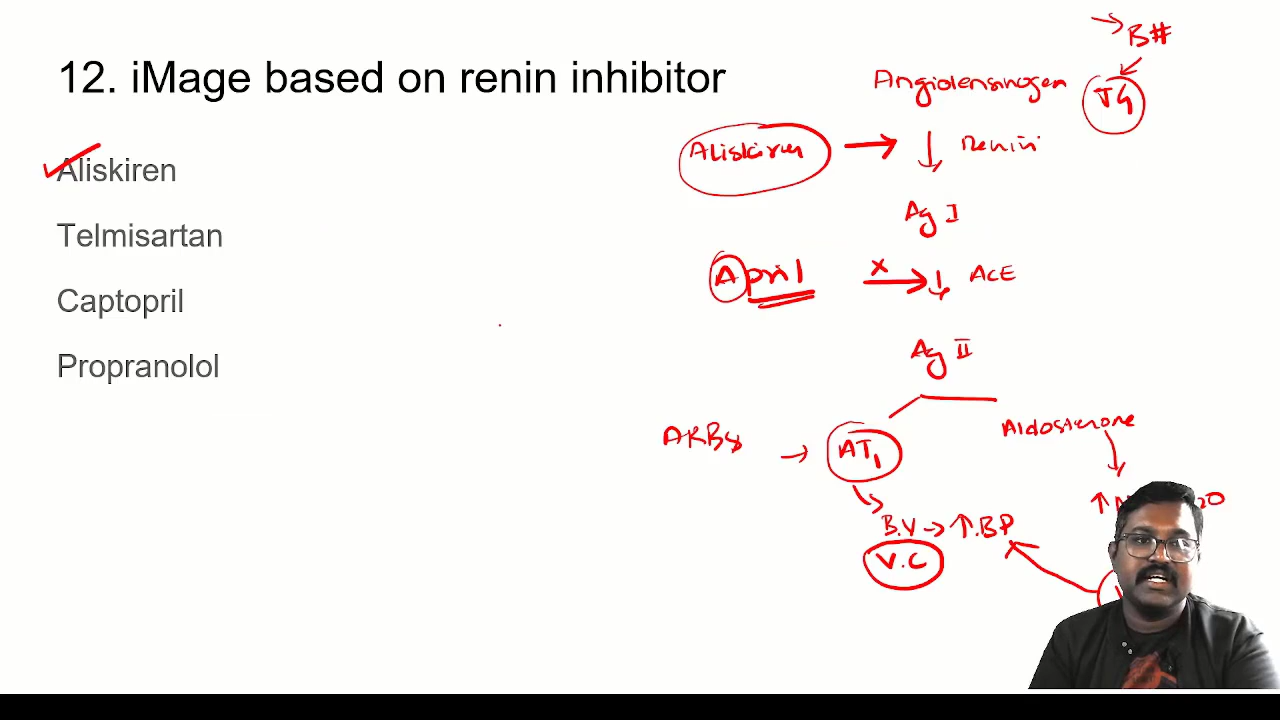 12. iMage based on renin inhibitor
Aliskiren
Telmisartan
Captopril
Propranolol
→ B#
Angiotensinogen
JG
Aliskiren → ↓ Renin
Ag I
April x → ↓ ACE
Ag II
ARBs → AT1
Aldosterone
B.V → ↑.BP
V.C